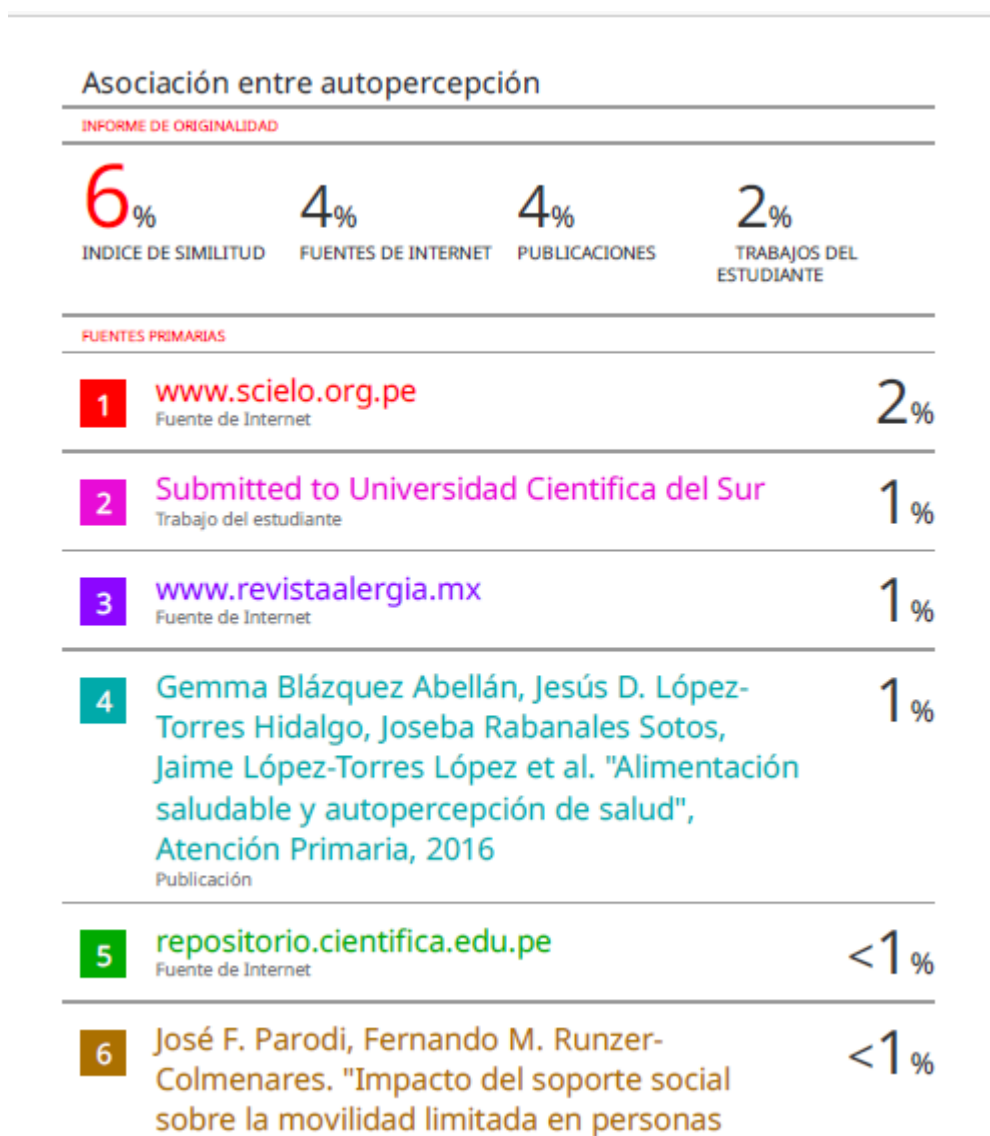 Asociación entre autopercepción
INFORME DE ORIGINALIDAD
6%
4%
4%
2%
INDICE DE SIMILITUD
FUENTES DE INTERNET
PUBLICACIONES
TRABAJOS DEL
ESTUDIANTE
FUENTES PRIMARIAS
1
www.scielo.org.pe
Fuente de Internet
2%
2
Submitted to Universidad Cientifica del Sur
Trabajo del estudiante
1%
3
www.revistaalergia.mx
Fuente de Internet
1%
4
Gemma Blázquez Abellán, Jesús D. López-
Torres Hidalgo, Joseba Rabanales Sotos,
Jaime López-Torres López et al. "Alimentación
saludable y autopercepción de salud",
Atención Primaria, 2016
Publicación
1%
5
repositorio.cientifica.edu.pe
Fuente de Internet
<1%
6
José F. Parodi, Fernando M. Runzer-
Colmenares. "Impacto del soporte social
sobre la movilidad limitada en personas
<1%